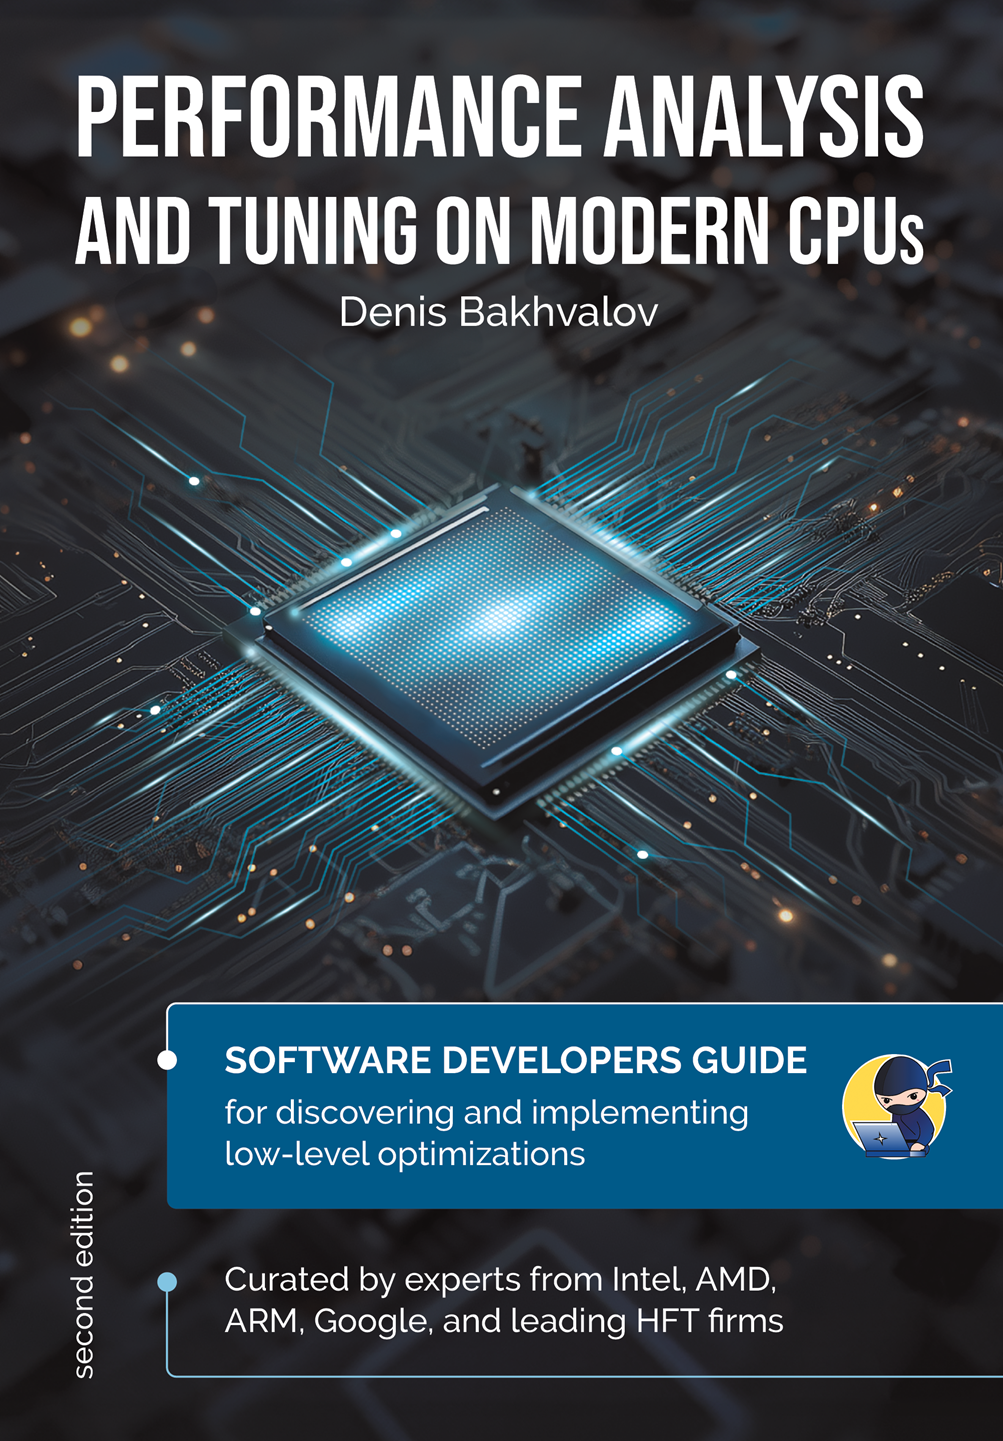 PERFORMANCE ANALYSIS
AND TUNING ON MODERN CPUs
Denis Bakhvalov
SOFTWARE DEVELOPERS GUIDE
for discovering and implementing
low-level optimizations
second edition
Curated by experts from Intel, AMD,
ARM, Google, and leading HFT firms